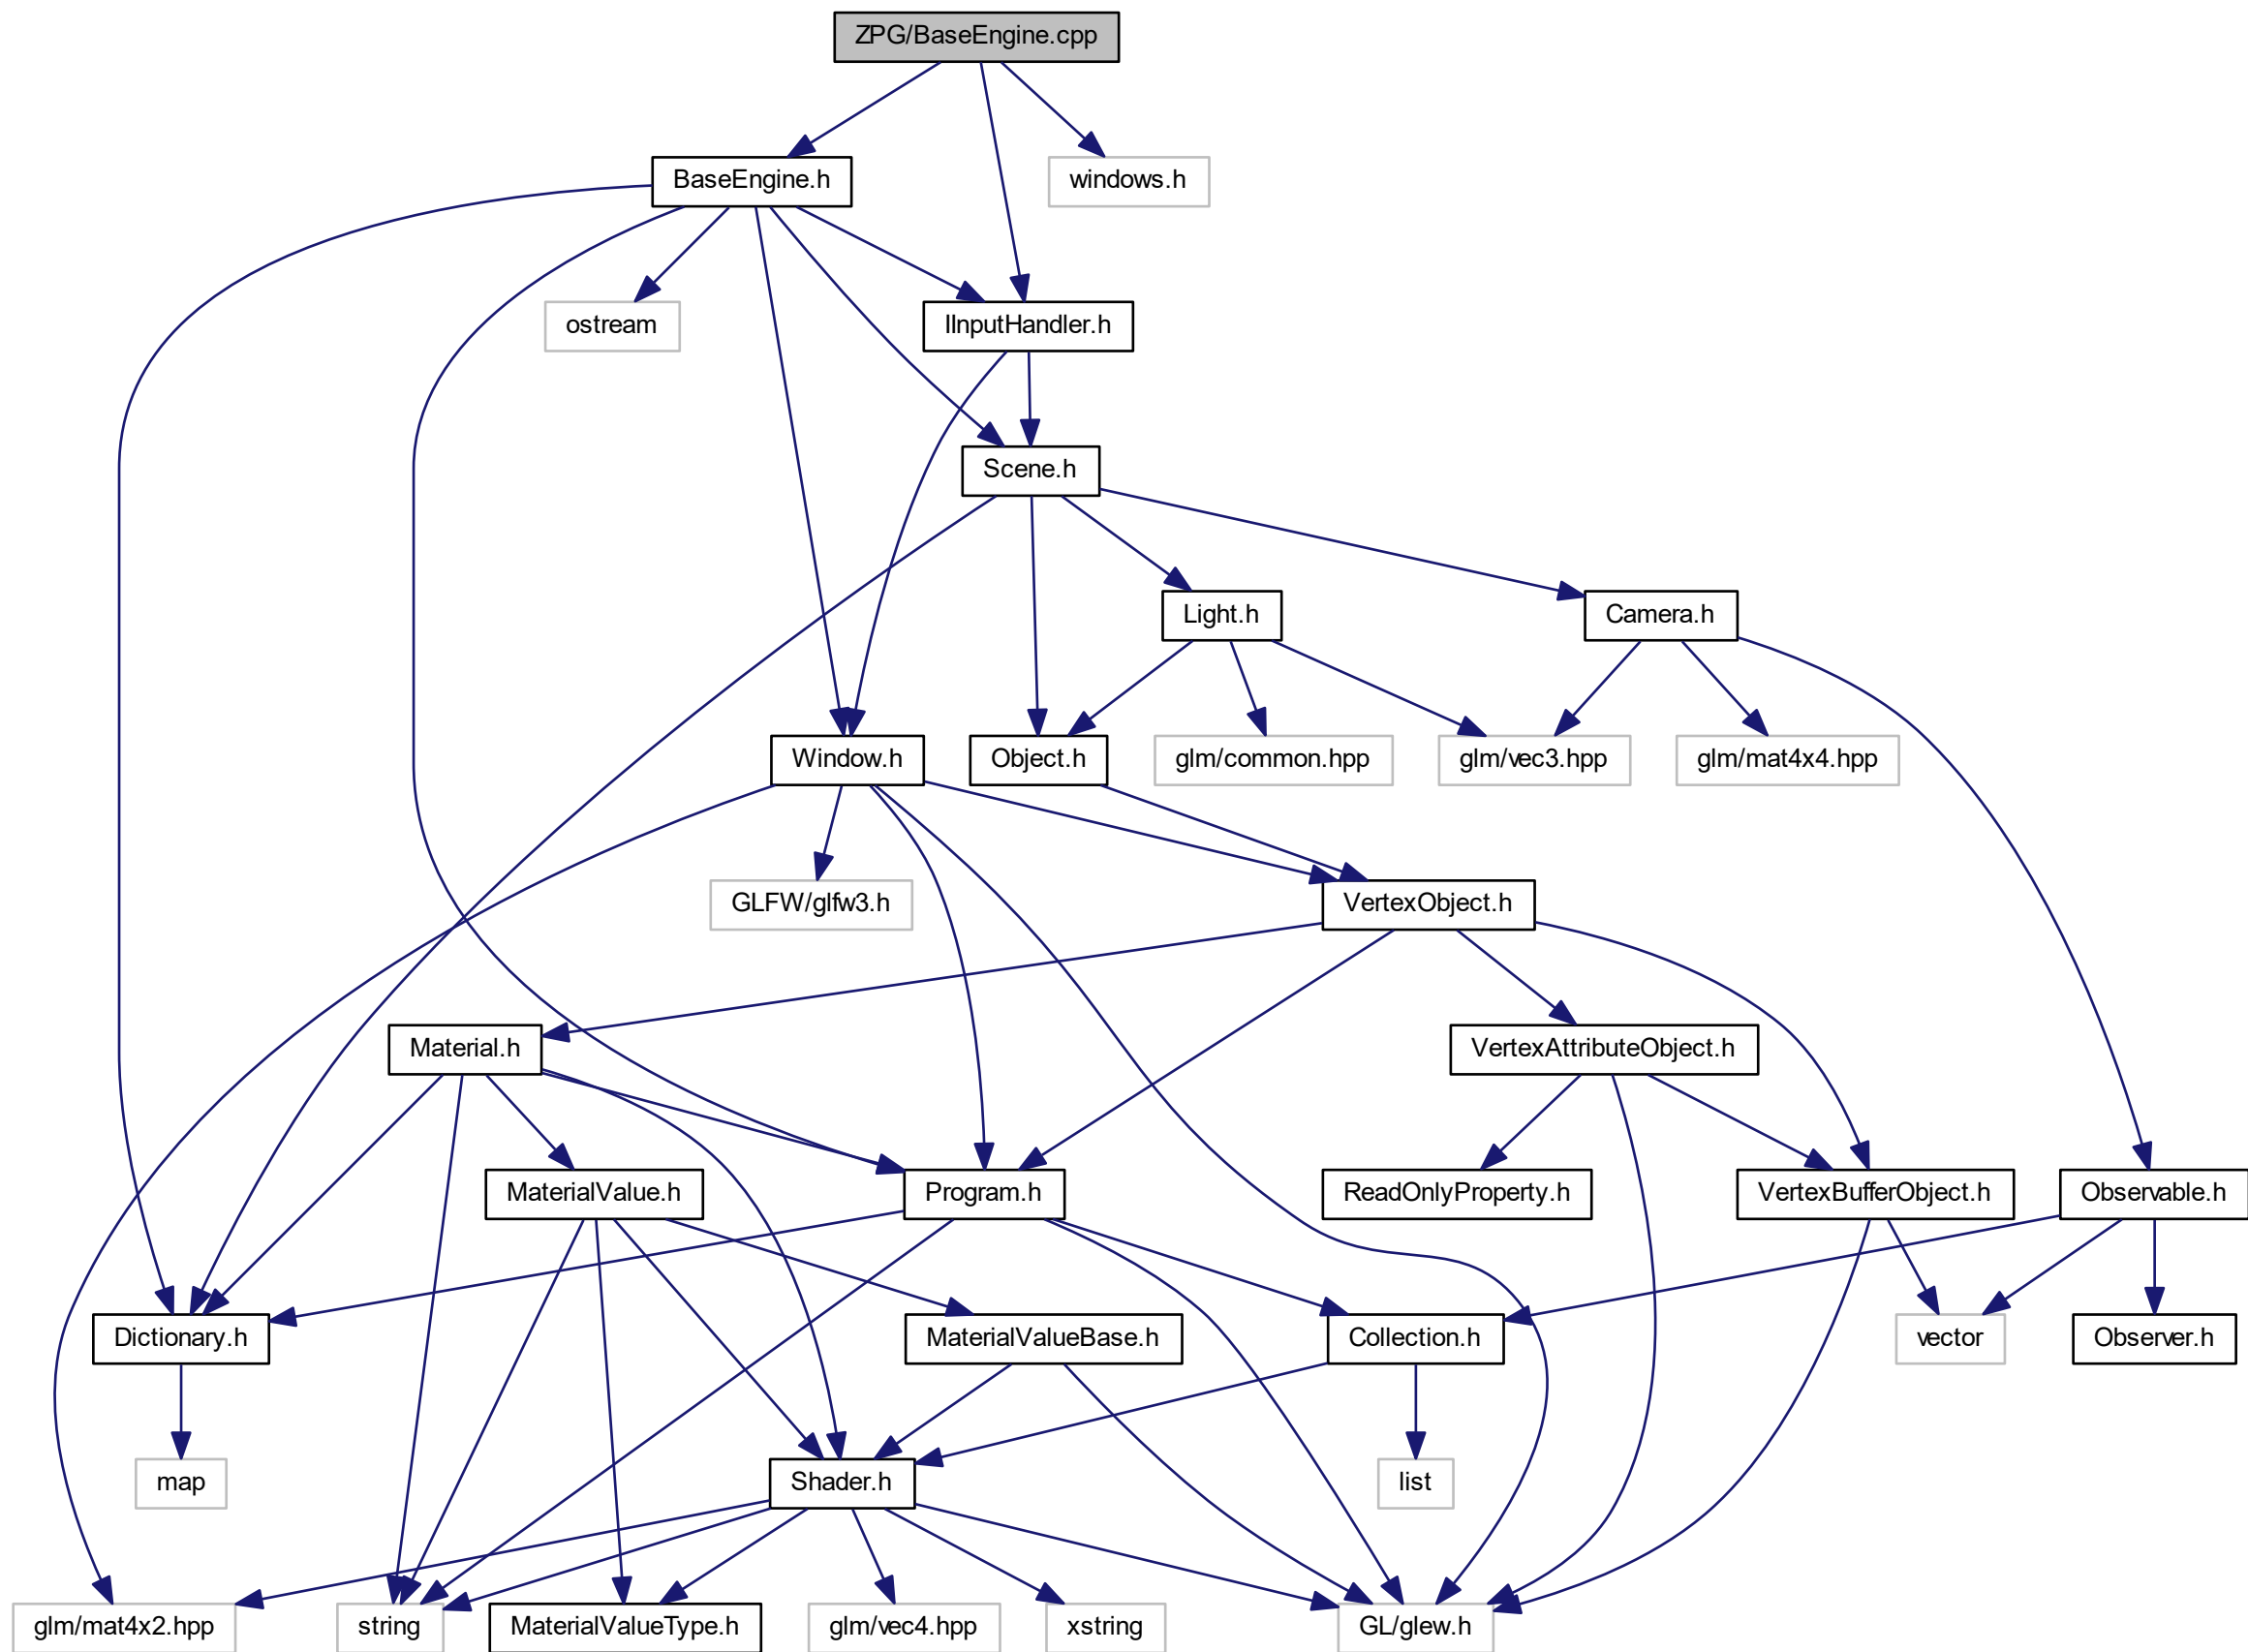 ZPG/BaseEngine.cpp
BaseEngine.h
windows.h
ostream
IInputHandler.h
Scene.h
Light.h
Camera.h
Window.h
Object.h
glm/common.hpp
glm/vec3.hpp
glm/mat4x4.hpp
GLFW/glfw3.h
VertexObject.h
Material.h
VertexAttributeObject.h
MaterialValue.h
Program.h
ReadOnlyProperty.h
VertexBufferObject.h
Observable.h
Dictionary.h
MaterialValueBase.h
Collection.h
vector
Observer.h
map
Shader.h
list
glm/mat4x2.hpp
string
MaterialValueType.h
glm/vec4.hpp
xstring
GL/glew.h